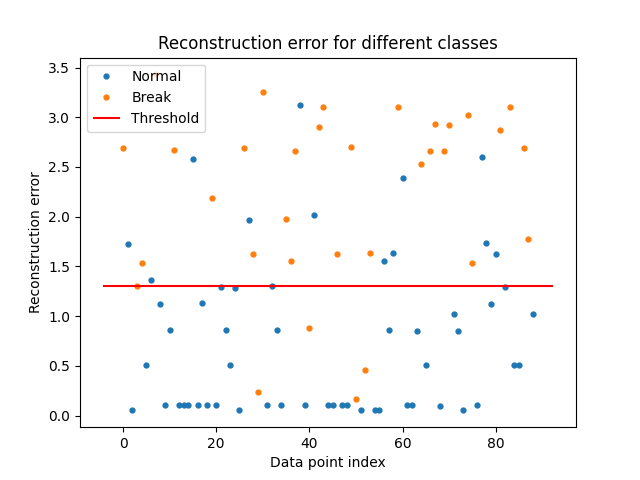 Reconstruction error for different classes
Normal
Break
Threshold
Reconstruction error
3.5
3.0
2.5
2.0
1.5
1.0
0.5
0.0
0
20
40
60
80
Data point index